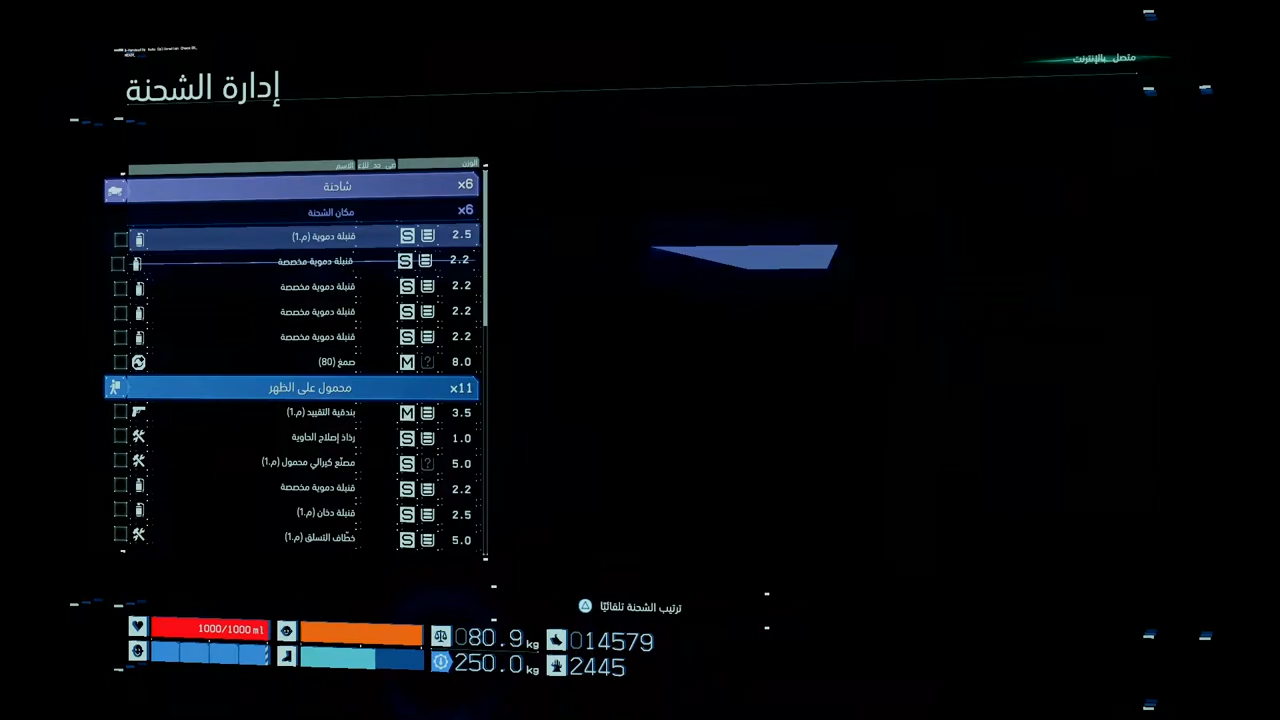 متصل بالإنترنت
إدارة الشحنة
الاسم الوزن
شاحنة x6
مكان الشحنة x6
قنبلة دموية (م.1) S 2.5
قنبلة دموية مخصصة S 2.2
قنبلة دموية مخصصة S 2.2
قنبلة دموية مخصصة S 2.2
قنبلة دموية مخصصة S 2.2
صمغ (80) M ? 8.0
محمول على الظهر x11
بندقية التقييد (م.1) M 3.5
رذاذ إصلاح الحاوية S 1.0
مصنّع كيرالي محمول (م.1) S ? 5.0
قنبلة دموية مخصصة S 2.2
قنبلة دخان (م.1) S 2.5
خطّاف التسلق (م.1) S 5.0
ترتيب الشحنة تلقائيًا
1000/1000 ml 080.9 kg 014579
250.0 kg 2445